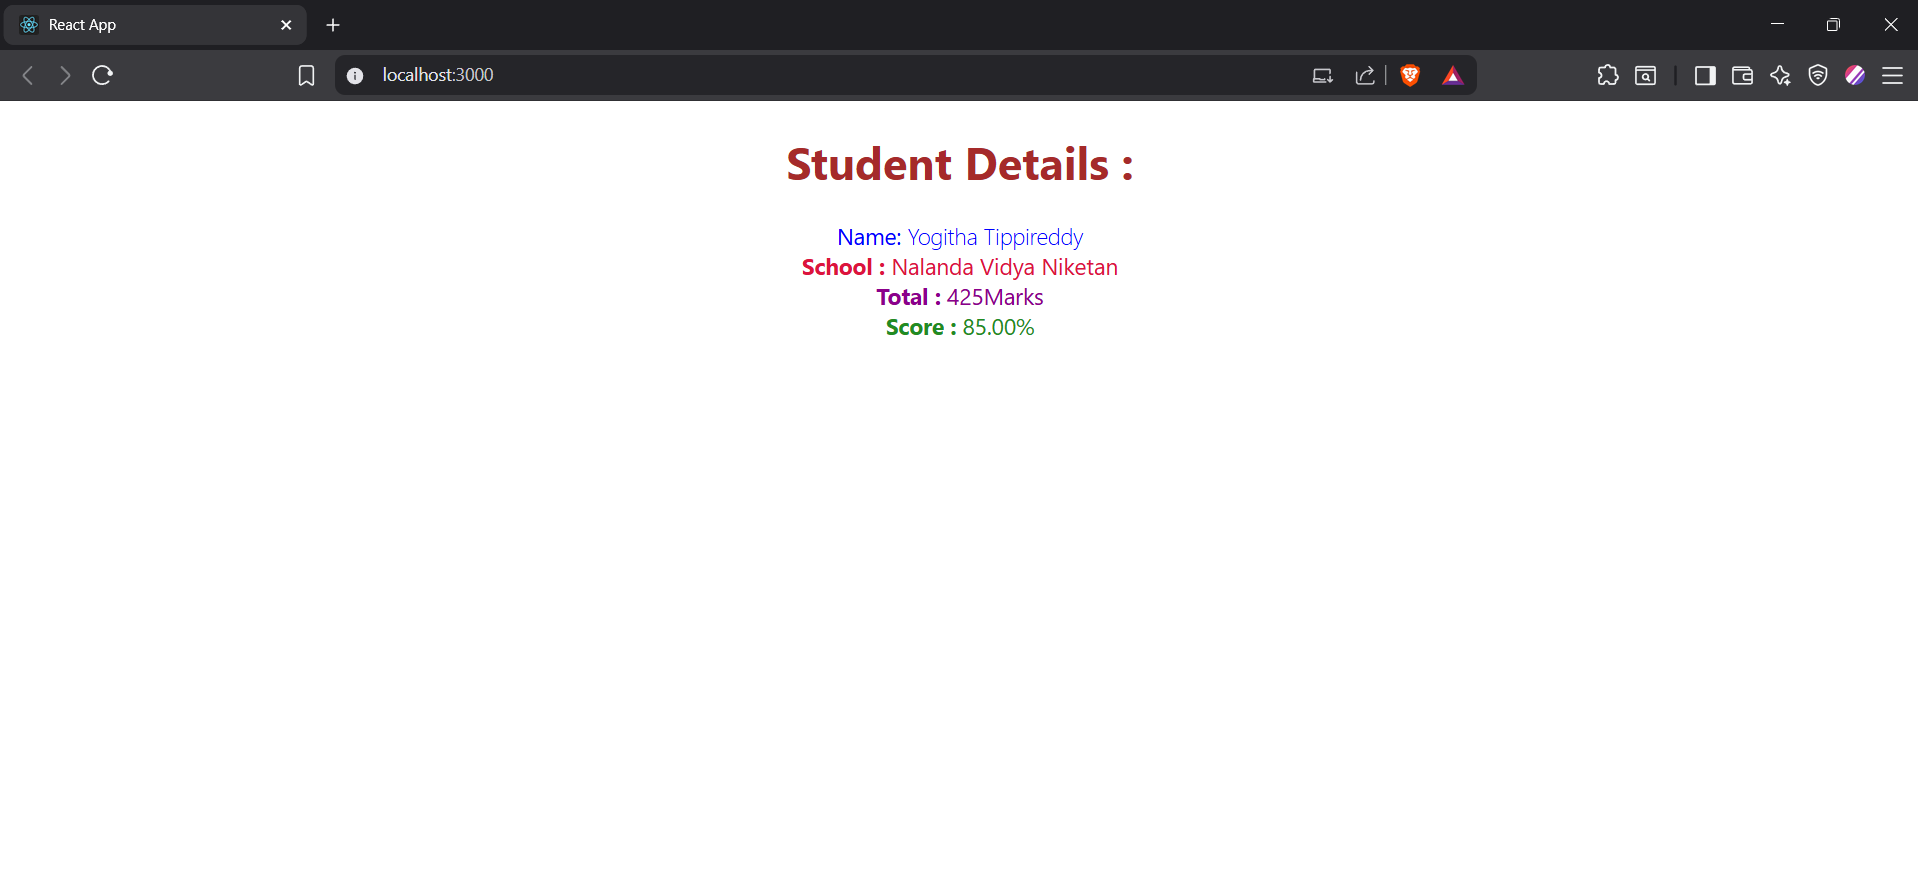 React App
localhost:3000
Student Details :
Name: Yogitha Tippireddy
School : Nalanda Vidya Niketan
Total : 425Marks
Score : 85.00%